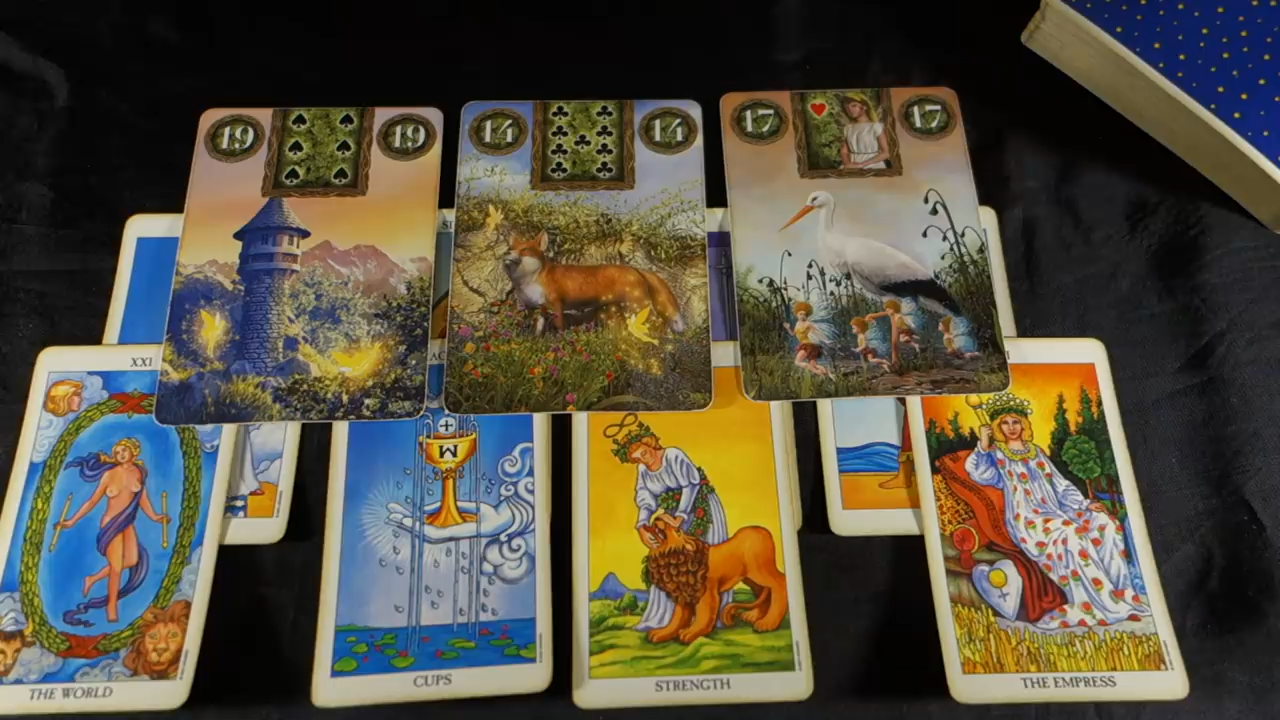 19 19
14 14
17 17
XXI
THE WORLD
CUPS
STRENGTH
THE EMPRESS